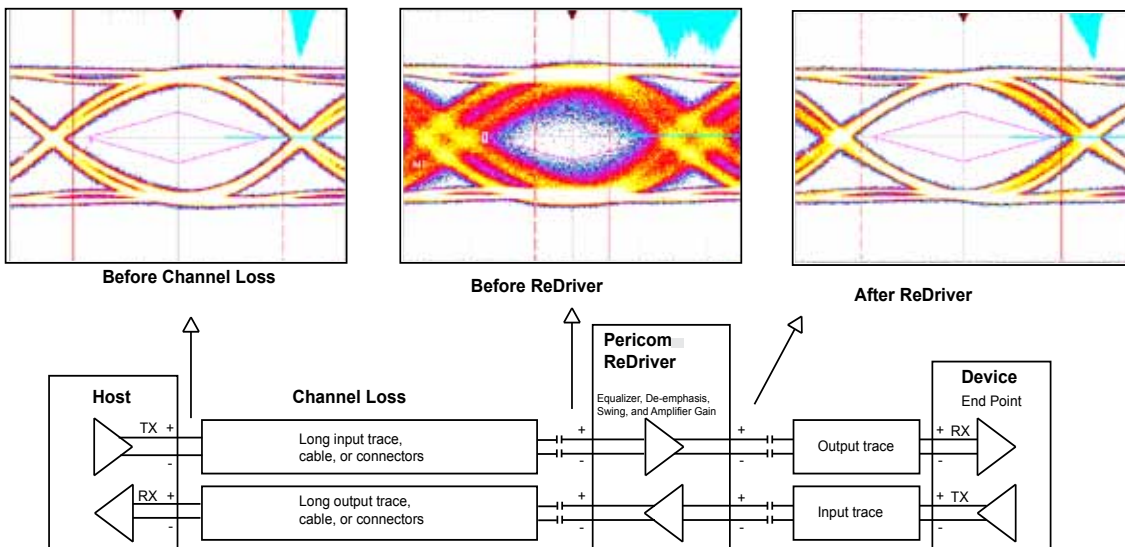 Before Channel Loss
Before ReDriver
After ReDriver
Pericom
ReDriver
Equalizer, De-emphasis,
Swing, and Amplifier Gain
Host
Channel Loss
Device
End Point
TX + -
Long input trace,
cable, or connectors
+ -
+ -
Output trace
+ RX
-
RX + -
Long output trace,
cable, or connectors
+ -
+ -
Input trace
+ TX
-